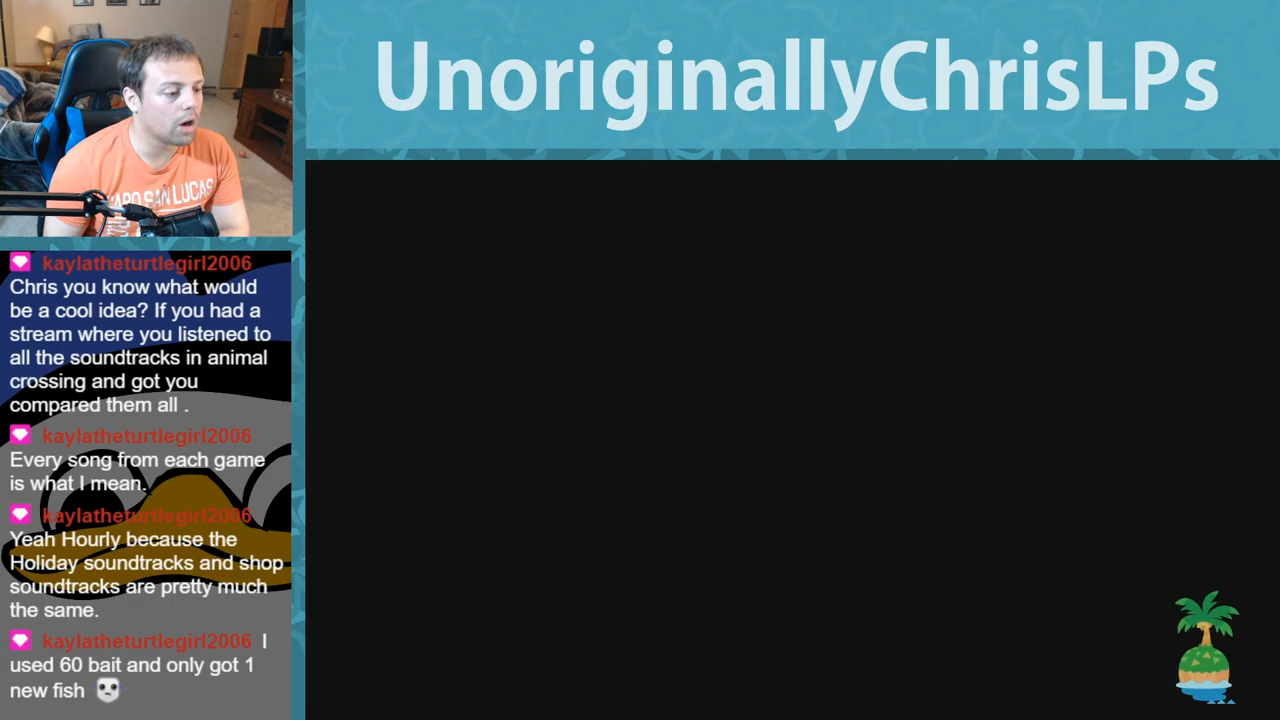 UnoriginallyChrisLPs
CABO SAN LUCAS
kaylatheturtlegirl2006
Chris you know what would
be a cool idea? If you had a
stream where you listened to
all the soundtracks in animal
crossing and got you
compared them all .
kaylatheturtlegirl2006
Every song from each game
is what I mean.
kaylatheturtlegirl2006
Yeah Hourly because the
Holiday soundtracks and shop
soundtracks are pretty much
the same.
kaylatheturtlegirl2006 I
used 60 bait and only got 1
new fish